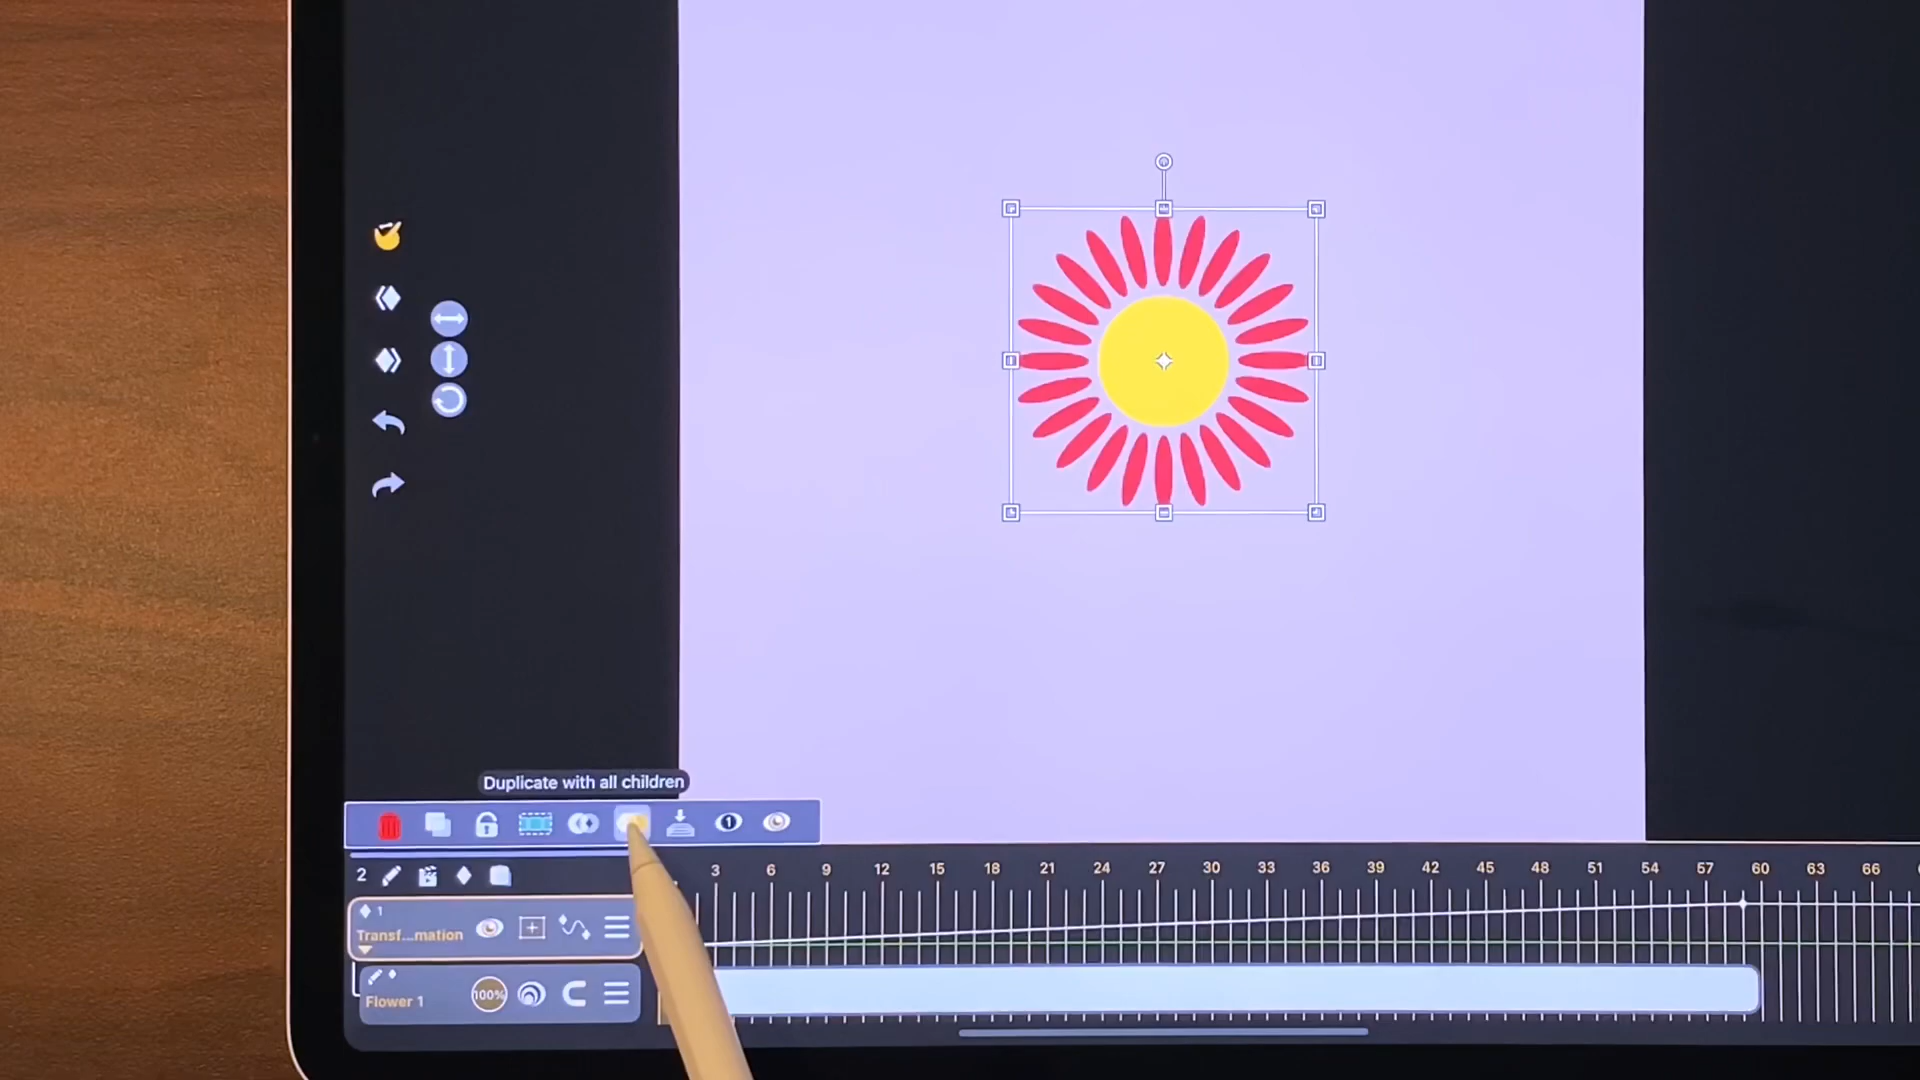 Duplicate with all children
1
2
3 6 9 12 15 18 21 24 27 30 33 36 39 42 45 48 51 54 57 60 63 66
1
Transf...mation
100%
Flower 1